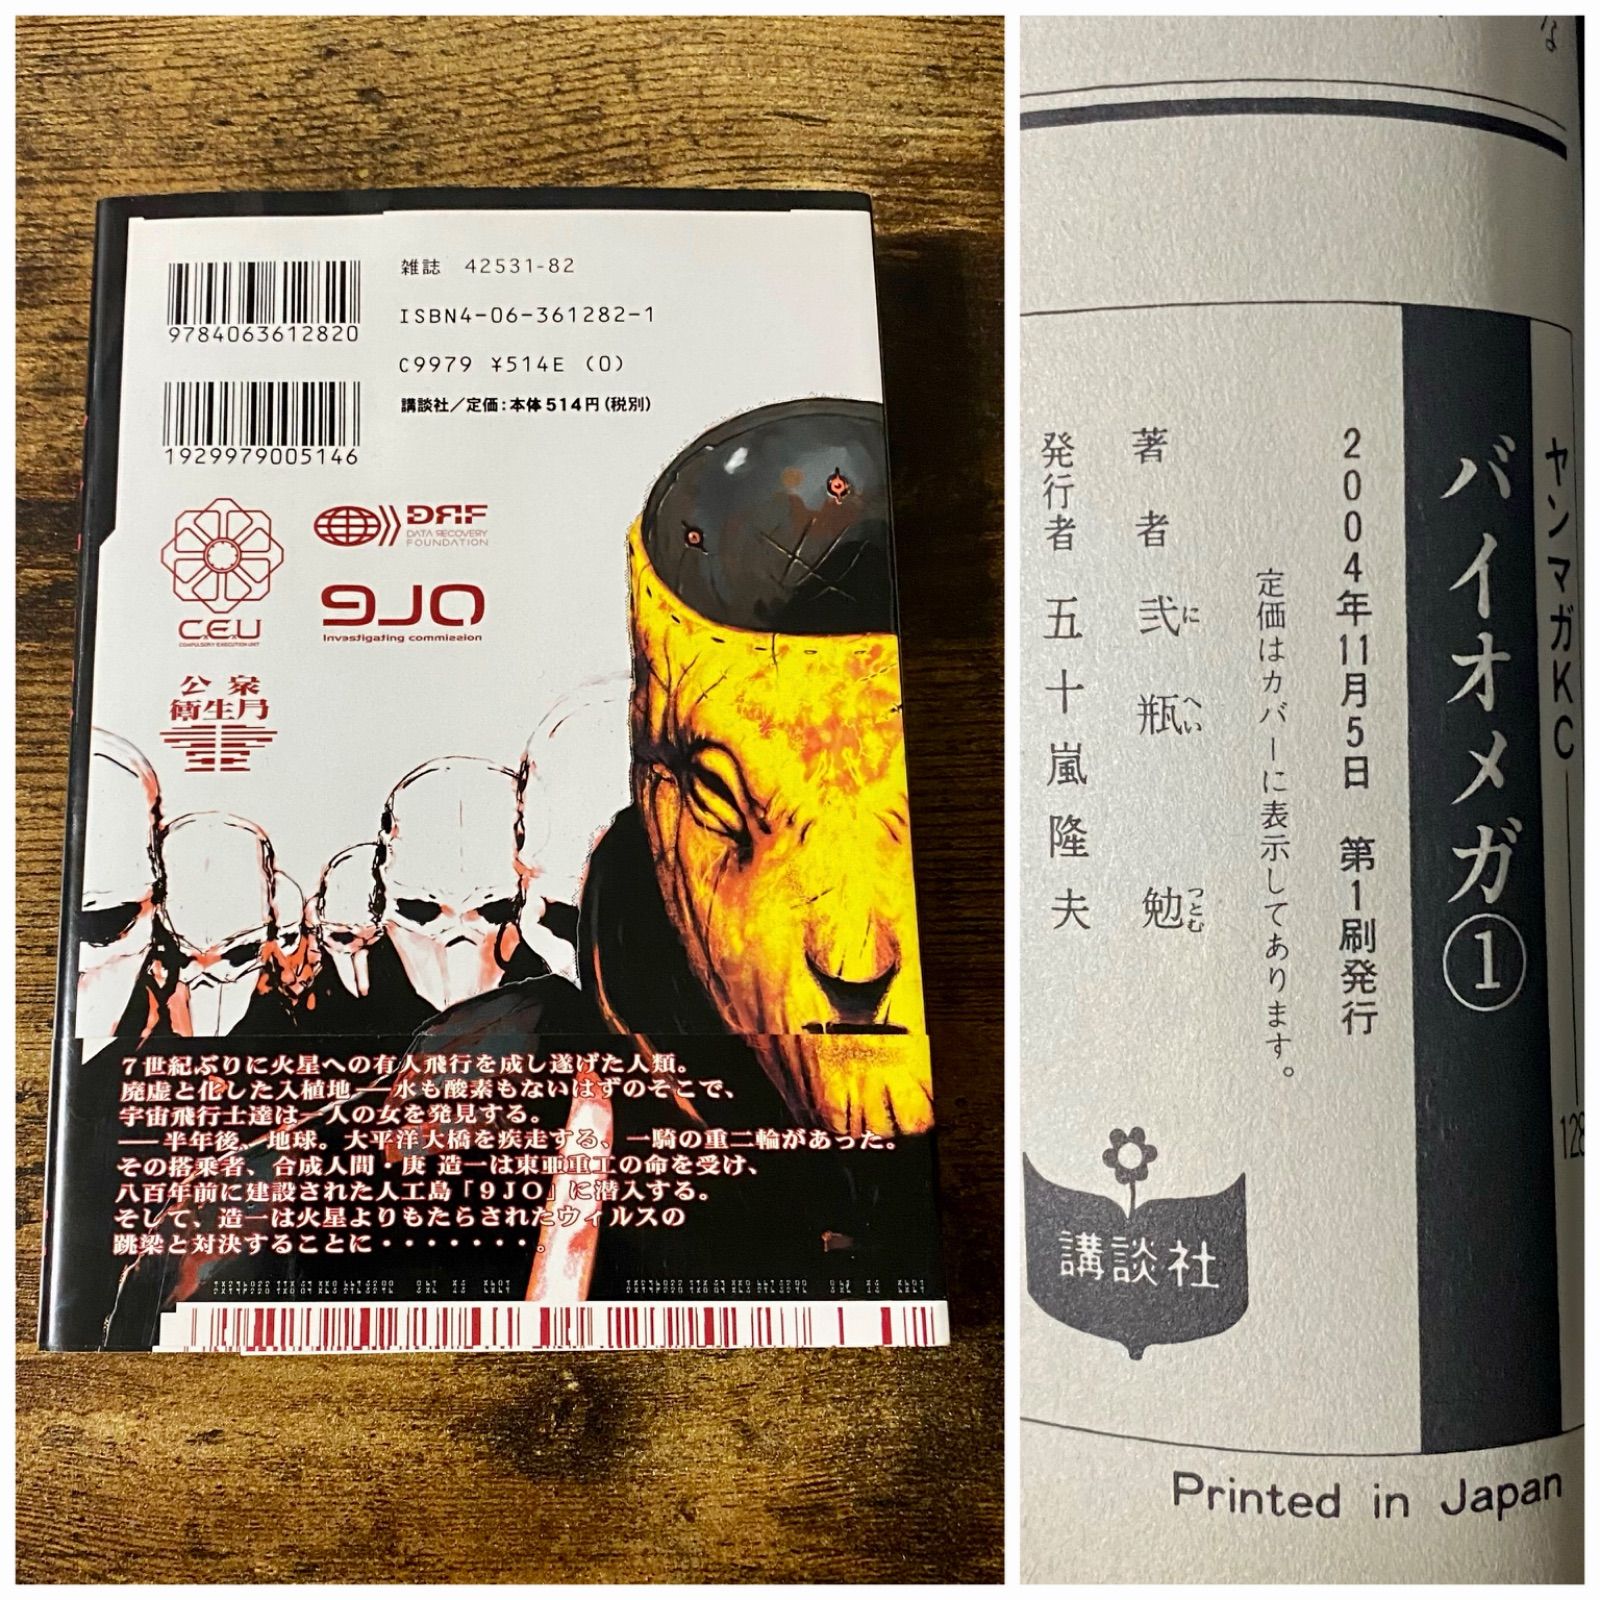 雑誌 42531-82
ISBN4-06-361282-1
9784063612820
C9979 ¥514E (0)
講談社／定価：本体514円（税別）
1929979005146
DRF
DATA RECOVERY
FOUNDATION
C.E.U
COMPULSORY EXECUTION UNIT
9JO
Investigating commission
公衆
衛生局
7世紀ぶりに火星への有人飛行を成し遂げた人類。
廃虚と化した入植地――水も酸素もないはずのそこで、
宇宙飛行士達は一人の女を発見する。
――半年後、地球。大平洋大橋を疾走する、一騎の重二輪があった。
その搭乗者、合成人間・庚 造一は東亜重工の命を受け、
八百年前に建設された人工島「9JO」に潜入する。
そして、造一は火星よりもたらされたウィルスの
跳梁と対決することに・・・・・・・。
な
ヤンマガKC
128
バイオメガ①
2004年11月5日 第1刷発行
定価はカバーに表示してあります。
著者 弐瓶 勉
にへい つとむ
発行者 五十嵐隆夫
講談社
Printed in Japan